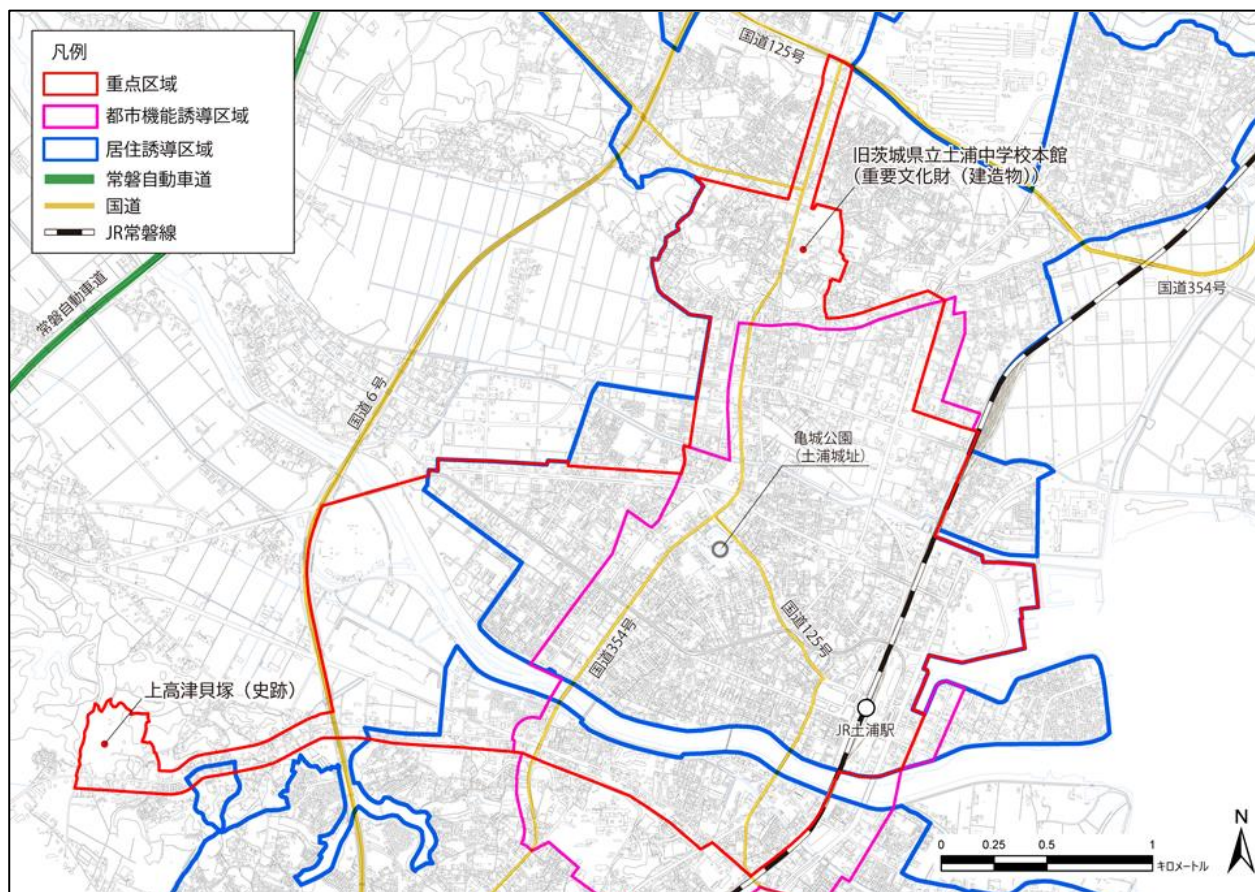 凡例
重点区域
都市機能誘導区域
居住誘導区域
常磐自動車道
国道
JR常磐線
国道125号
旧茨城県立土浦中学校本館
(重要文化財(建造物))
国道354号
常磐自動車道
国道6号
亀城公園
(土浦城址)
国道354号
国道125号
上高津貝塚(史跡)
JR土浦駅
N
0 0.25 0.5 1
キロメートル